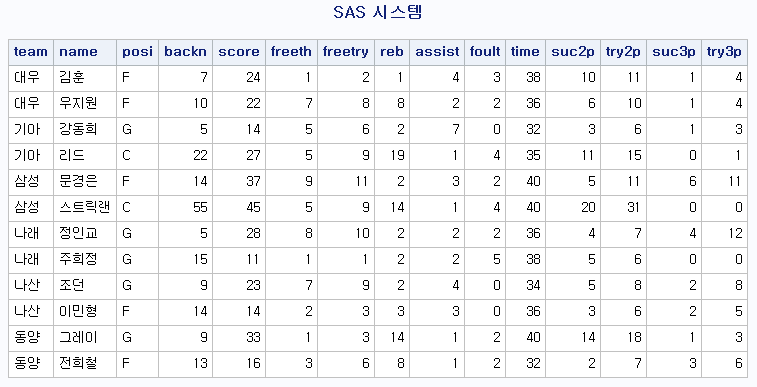 SAS 시스템
team name posi backn score freeth freetry reb assist foult time suc2p try2p suc3p try3p
대우 김훈 F 7 24 1 2 1 4 3 38 10 11 1 4
대우 우지원 F 10 22 7 8 8 2 2 36 6 10 1 4
기아 강동희 G 5 14 5 6 2 7 0 32 3 6 1 3
기아 리드 C 22 27 5 9 19 1 4 35 11 15 0 1
삼성 문경은 F 14 37 9 11 2 3 2 40 5 11 6 11
삼성 스트릭랜 C 55 45 5 9 14 1 4 40 20 31 0 0
나래 정인교 G 5 28 8 10 2 2 2 36 4 7 4 12
나래 주희정 G 15 11 1 1 2 2 5 38 5 6 0 0
나산 조던 G 9 23 7 9 2 4 0 34 5 8 2 8
나산 이민형 F 14 14 2 3 3 3 0 36 3 6 2 5
동양 그레이 G 9 33 1 3 14 1 2 40 14 18 1 3
동양 전희철 F 13 16 3 6 8 1 2 32 2 7 3 6